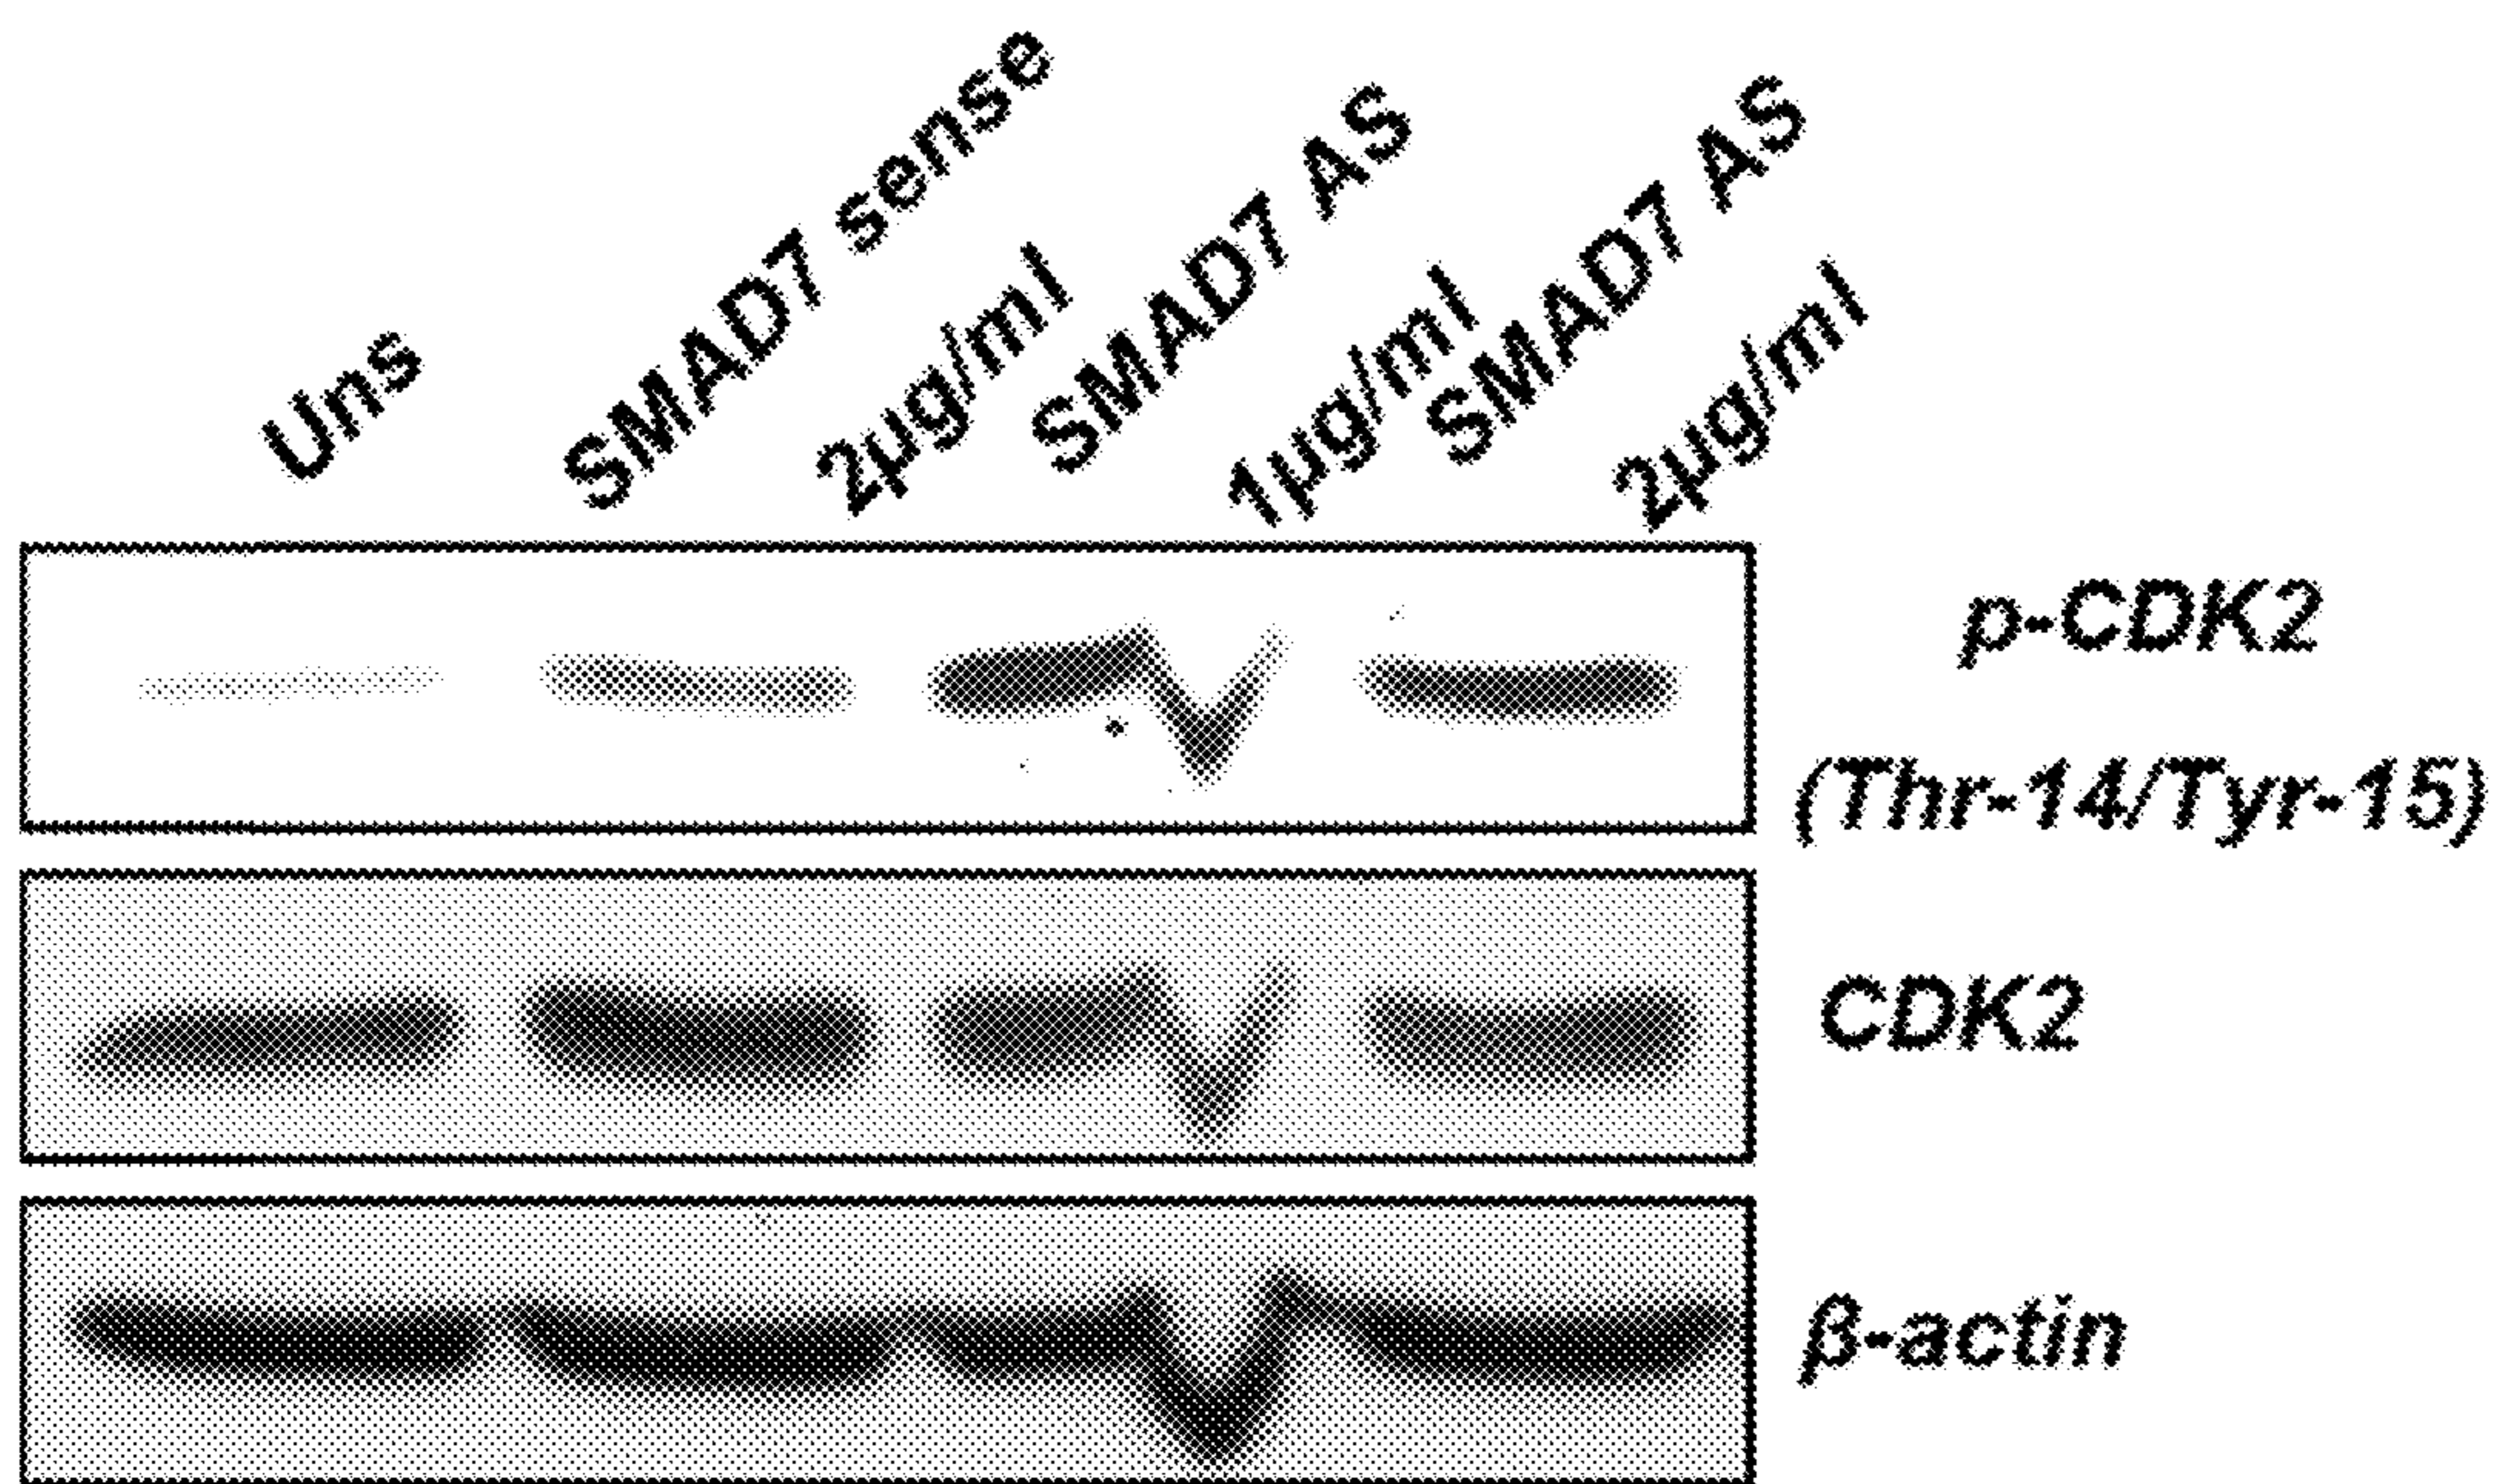 Uns
SMAD7 sense
2µg/ml
SMAD7 AS
1µg/ml
SMAD7 AS
2µg/ml
p-CDK2
(Thr-14/Tyr-15)
CDK2
β-actin